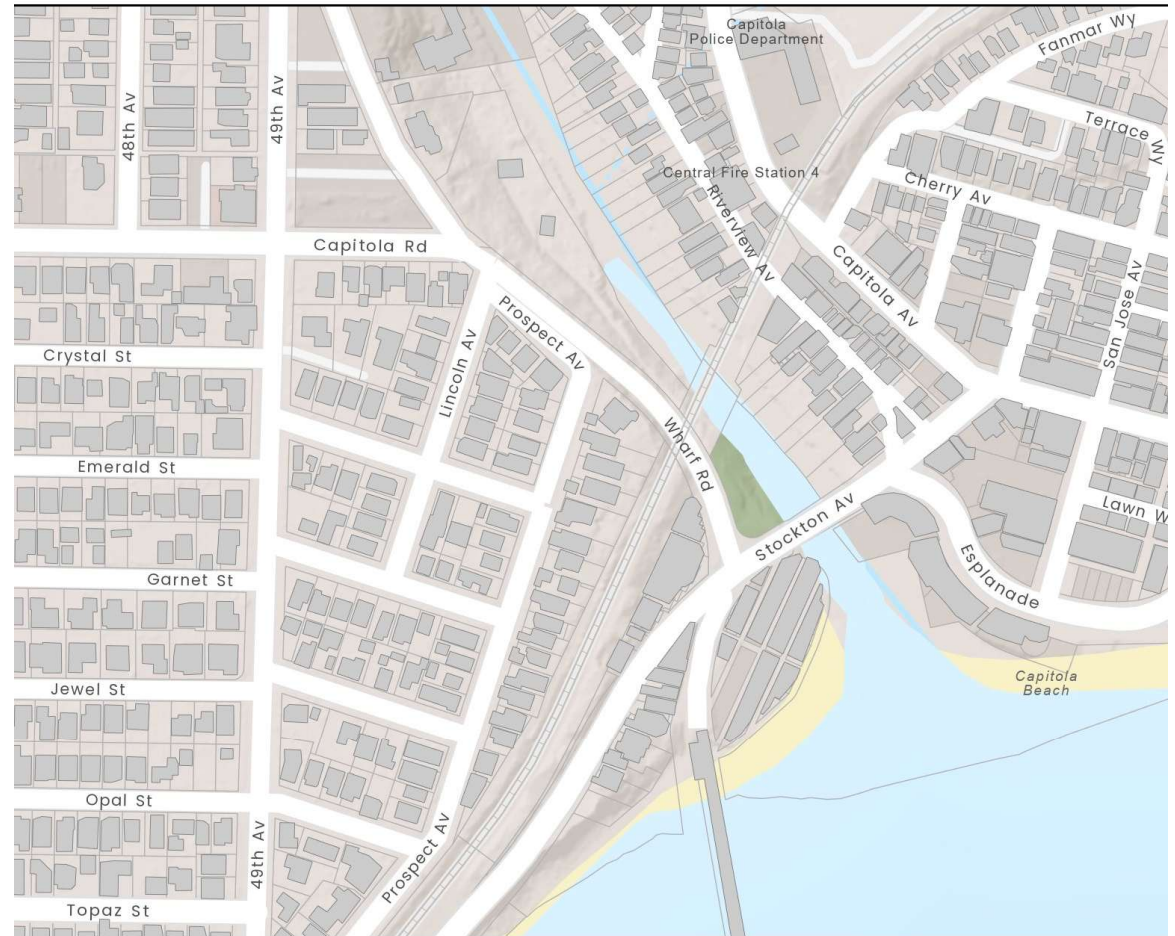 Capitola
Police Department
Fanmar Wy
48th Av
49th Av
Terrace Wy
Central Fire Station 4
Cherry Av
Riverview Av
Capitola Rd
Capitola Av
San Jose Av
Prospect Av
Crystal St
Lincoln Av
Wharf Rd
Emerald St
Stockton Av
Lawn W
Esplanade
Garnet St
Jewel St
Capitola
Beach
Opal St
49th Av
Prospect Av
Topaz St